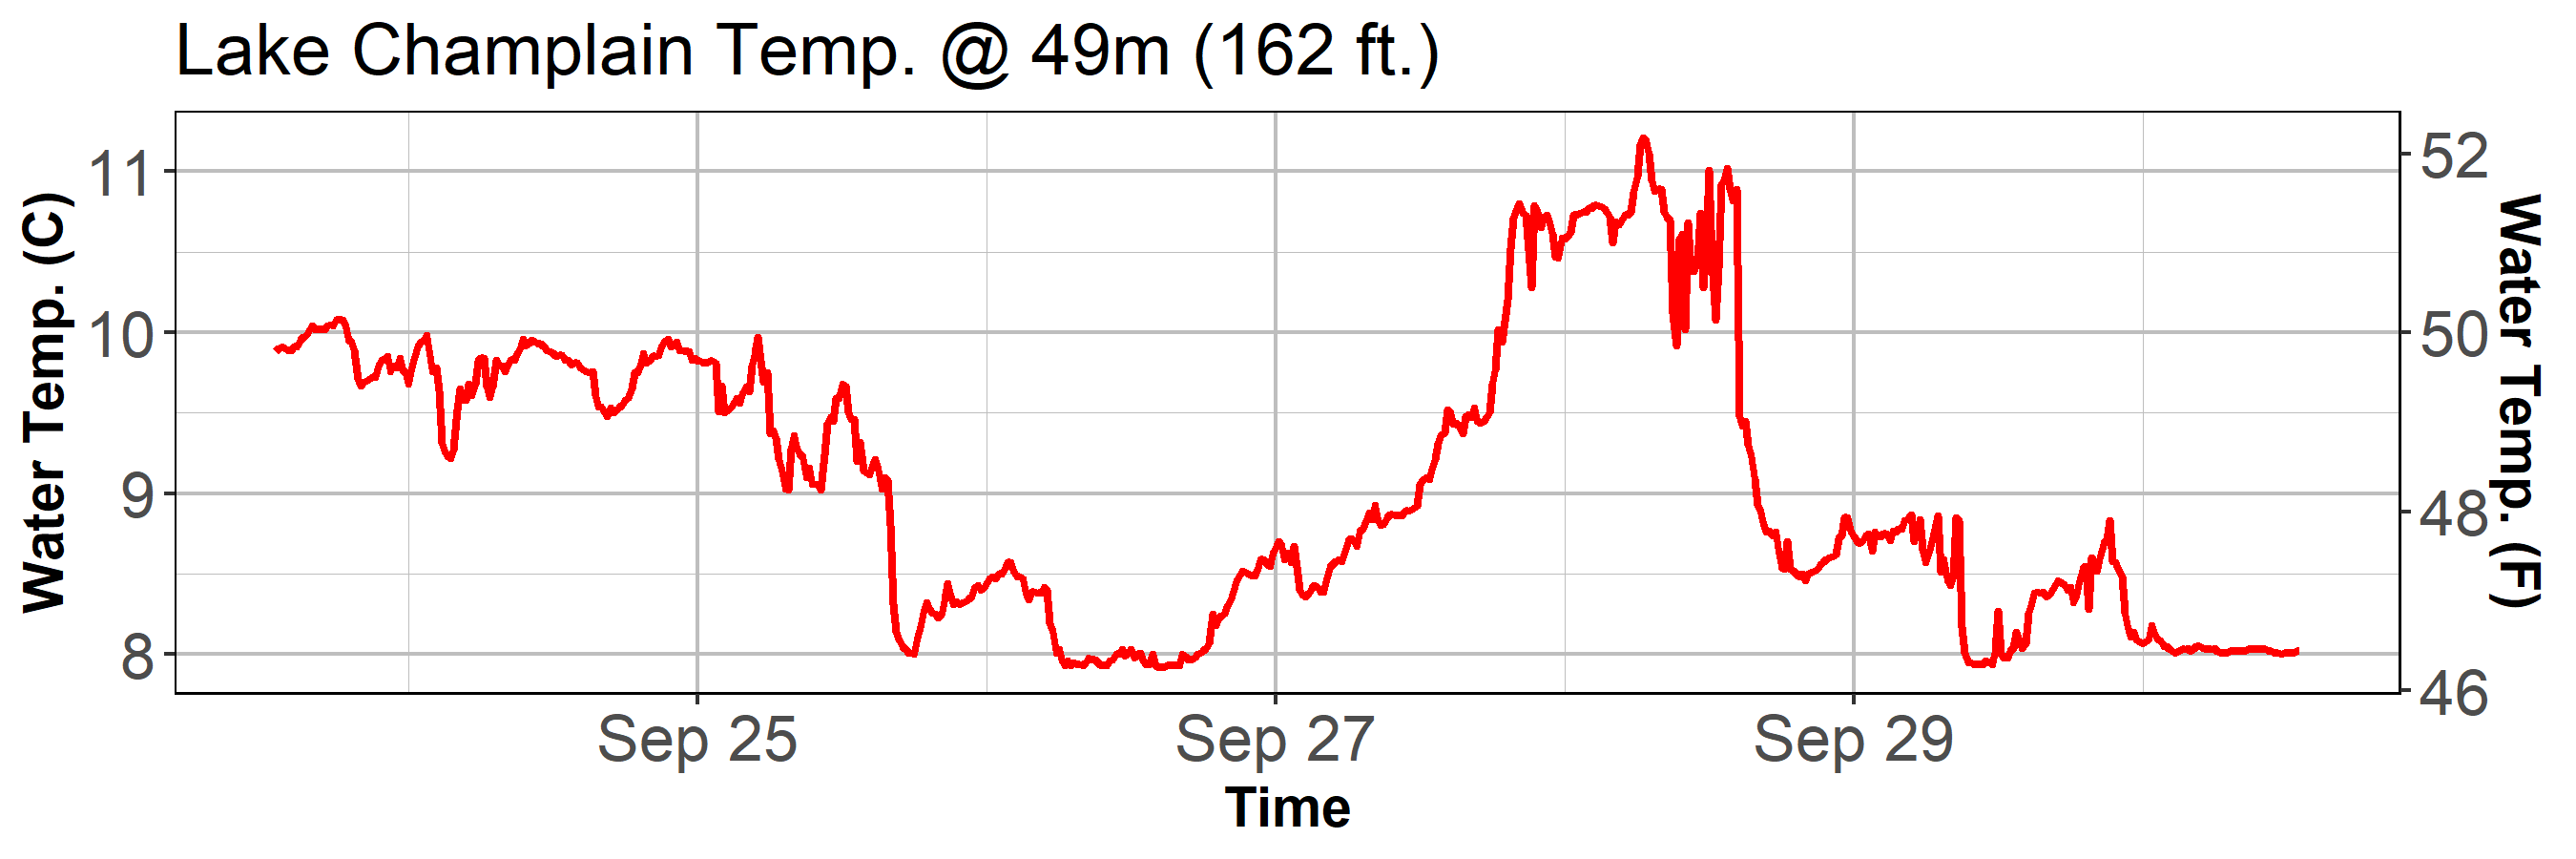 Lake Champlain Temp. @ 49m (162 ft.)
Water Temp. (C)
11
10
9
8
52
50
48
46
Water Temp. (F)
Sep 25
Sep 27
Sep 29
Time